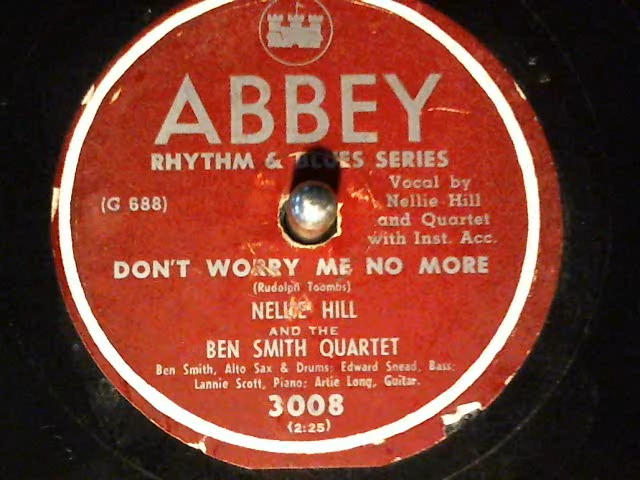 ABBEY
RHYTHM & BLUES SERIES
(G 688)
Vocal by
Nellie Hill
and Quartet
with Inst. Acc.
DON'T WORRY ME NO MORE
(Rudolph Toombs)
NELLIE HILL
AND THE
BEN SMITH QUARTET
Ben Smith, Alto Sax & Drums; Edward Snead, Bass;
Lannie Scott, Piano; Artie Long, Guitar.
3008
(2:25)